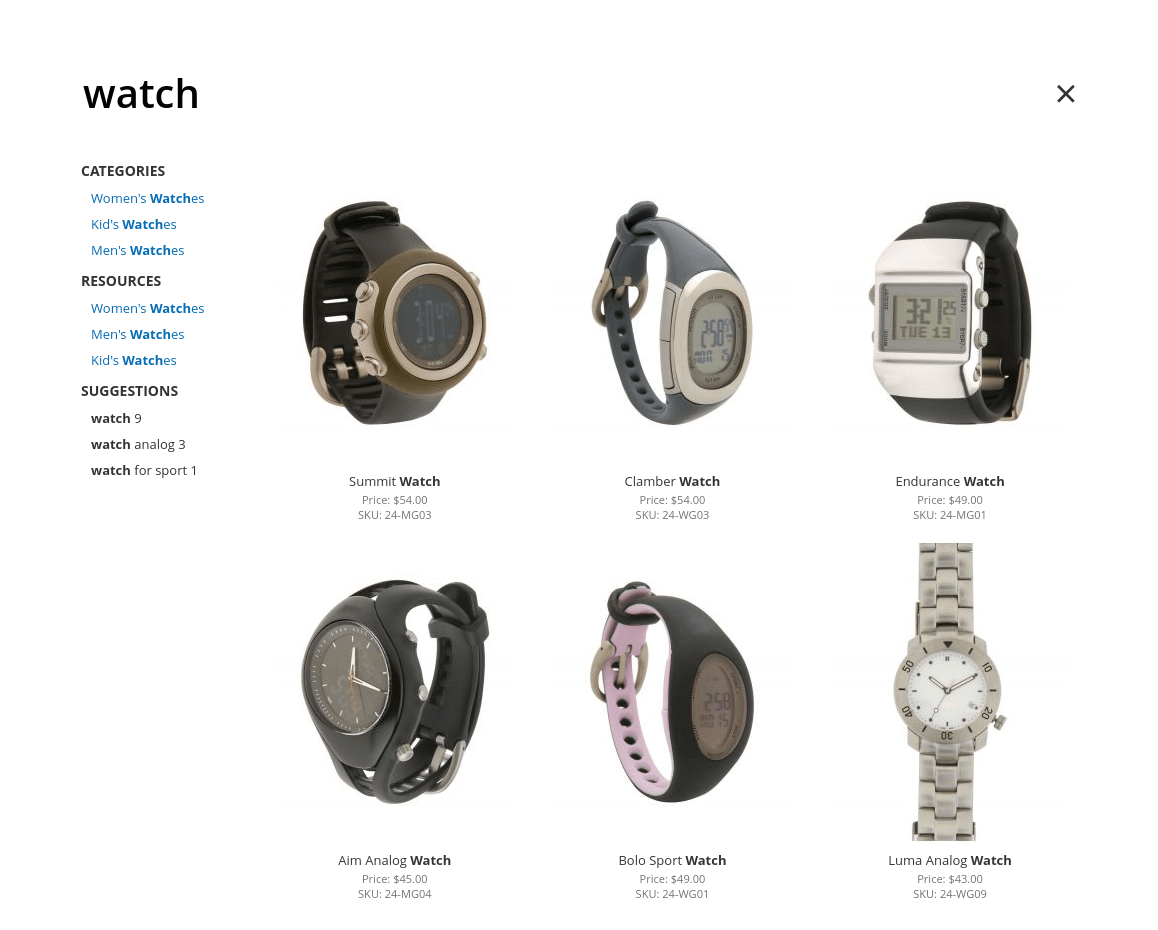 watch
CATEGORIES
Women's Watches
Kid's Watches
Men's Watches
RESOURCES
Women's Watches
Men's Watches
Kid's Watches
SUGGESTIONS
watch 9
watch analog 3
watch for sport 1
Summit Watch
Price: $54.00
SKU: 24-MG03
Clamber Watch
Price: $54.00
SKU: 24-WG03
Endurance Watch
Price: $49.00
SKU: 24-MG01
321 25
TUE 13
Aim Analog Watch
Price: $45.00
SKU: 24-MG04
Bolo Sport Watch
Price: $49.00
SKU: 24-WG01
Luma Analog Watch
Price: $43.00
SKU: 24-WG09
50
10
40
20
30